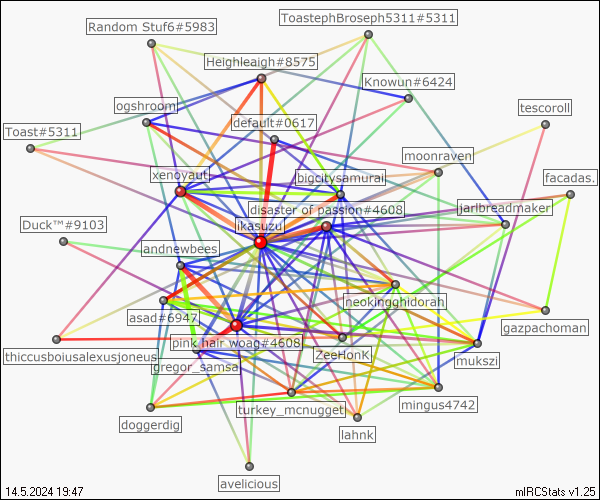 ToastephBroseph5311#5311
Random Stuf6#5983
Heighleaigh#8575
Knowun#6424
ogshroom
tescoroll
default#0617
Toast#5311
moonraven
xenoyaut
bigcitysamurai
facadas.
disaster of passion#4608
jarlbreadmaker
Duck™#9103
ikasuzu
andnewbees
neokingghidorah
asad#6947
gazpachoman
pink hair woag#4608
thiccusboiusalexusjoneus
ZeeHonK
mukszi
gregor_samsa
turkey_mcnugget
mingus4742
doggerdig
lahnk
avelicious
14.5.2024 19:47
mIRCStats v1.25